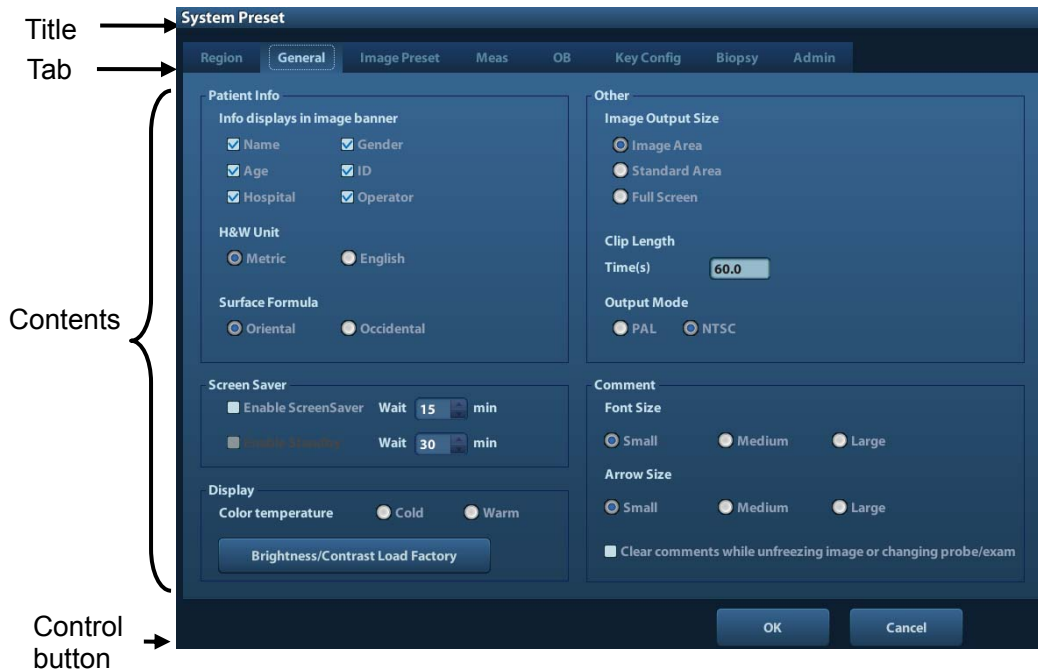 Title
System Preset
Tab
Region General Image Preset Meas OB Key Config Biopsy Admin
Contents
Patient Info
Info displays in image banner
Name Gender
Age ID
Hospital Operator
H&W Unit
Metric English
Surface Formula
Oriental Occidental
Screen Saver
Enable ScreenSaver Wait 15 min
Enable Standby Wait 30 min
Display
Color temperature Cold Warm
Brightness/Contrast Load Factory
Other
Image Output Size
Image Area
Standard Area
Full Screen
Clip Length
Time(s) 60.0
Output Mode
PAL NTSC
Comment
Font Size
Small Medium Large
Arrow Size
Small Medium Large
Clear comments while unfreezing image or changing probe/exam
Control
button
OK Cancel